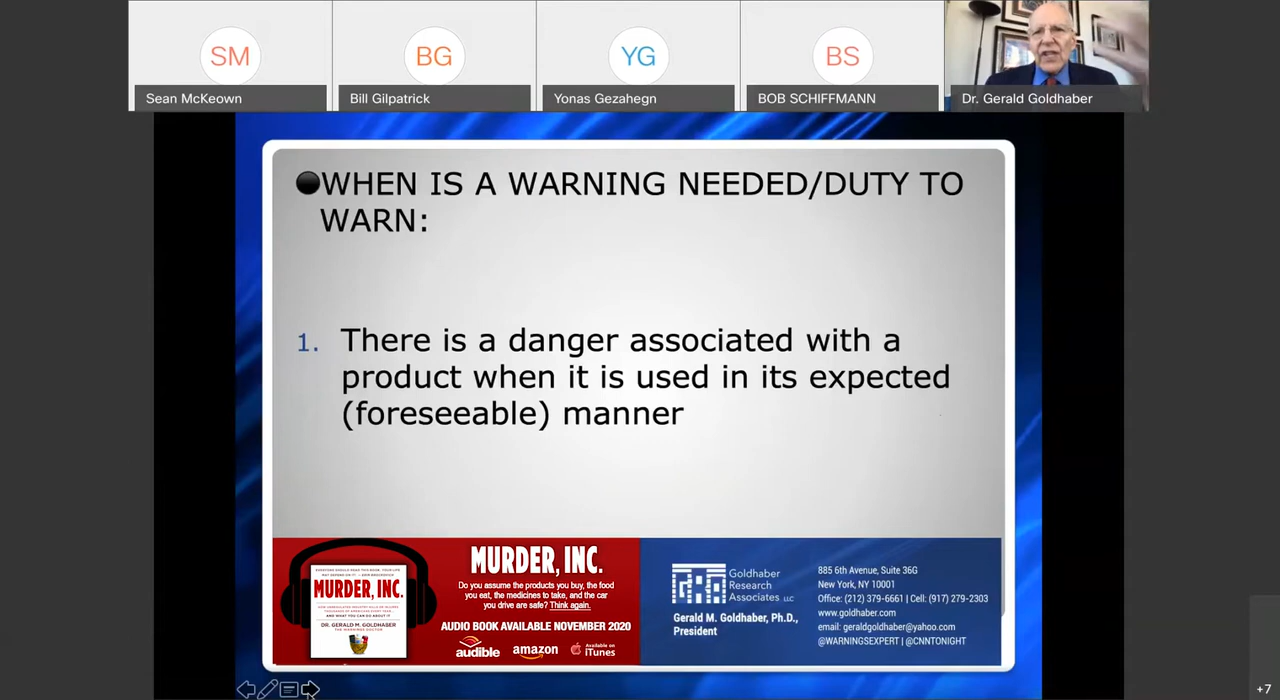 SM
BG
YG
BS
Sean McKeown
Bill Gilpatrick
Yonas Gezahegn
BOB SCHIFFMANN
Dr. Gerald Goldhaber
WHEN IS A WARNING NEEDED/DUTY TO
WARN:
1. There is a danger associated with a
product when it is used in its expected
(foreseeable) manner
MURDER, INC.
DR. GERALD M. GOLDHABER
MURDER, INC.
Do you assume the products you buy, the food
you eat, the medicines to take, and the car
you drive are safe? Think again.
AUDIO BOOK AVAILABLE NOVEMBER 2020
audible
amazon
Available on
iTunes
Goldhaber
Research
Associates LLC
Gerald M. Goldhaber, Ph.D.,
President
885 6th Avenue, Suite 36G
New York, NY 10001
Office: (212) 379-6661 | Cell: (917) 279-2303
www.goldhaber.com
email: geraldgoldhaber@yahoo.com
@WARNINGSEXPERT | @CNNTONIGHT
+7